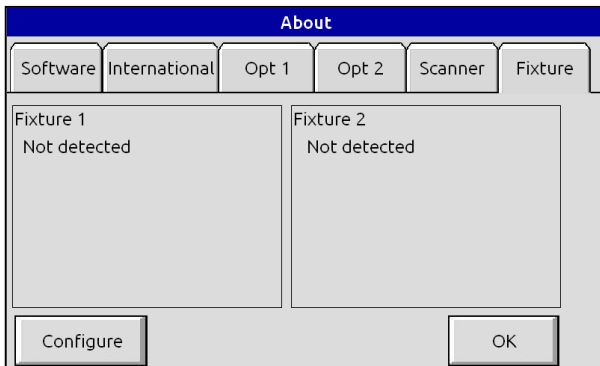 About
Software International Opt 1 Opt 2 Scanner Fixture
Fixture 1
Not detected
Fixture 2
Not detected
Configure OK